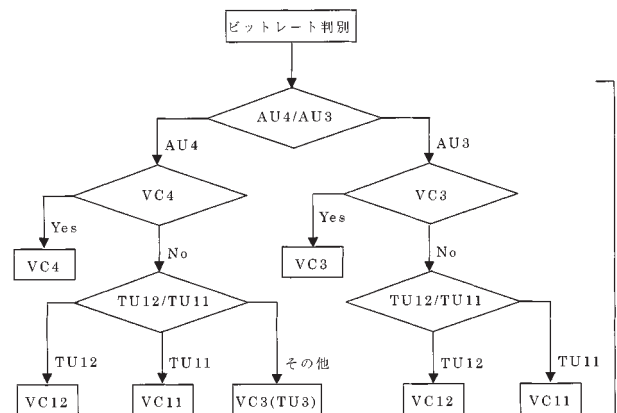 ビットレート判別
AU4/AU3
AU4
AU3
VC4
VC3
Yes
Yes
VC4
No
VC3
No
TU12/TU11
TU12/TU11
TU12
TU11
その他
TU12
TU11
VC12
VC11
VC3(TU3)
VC12
VC11